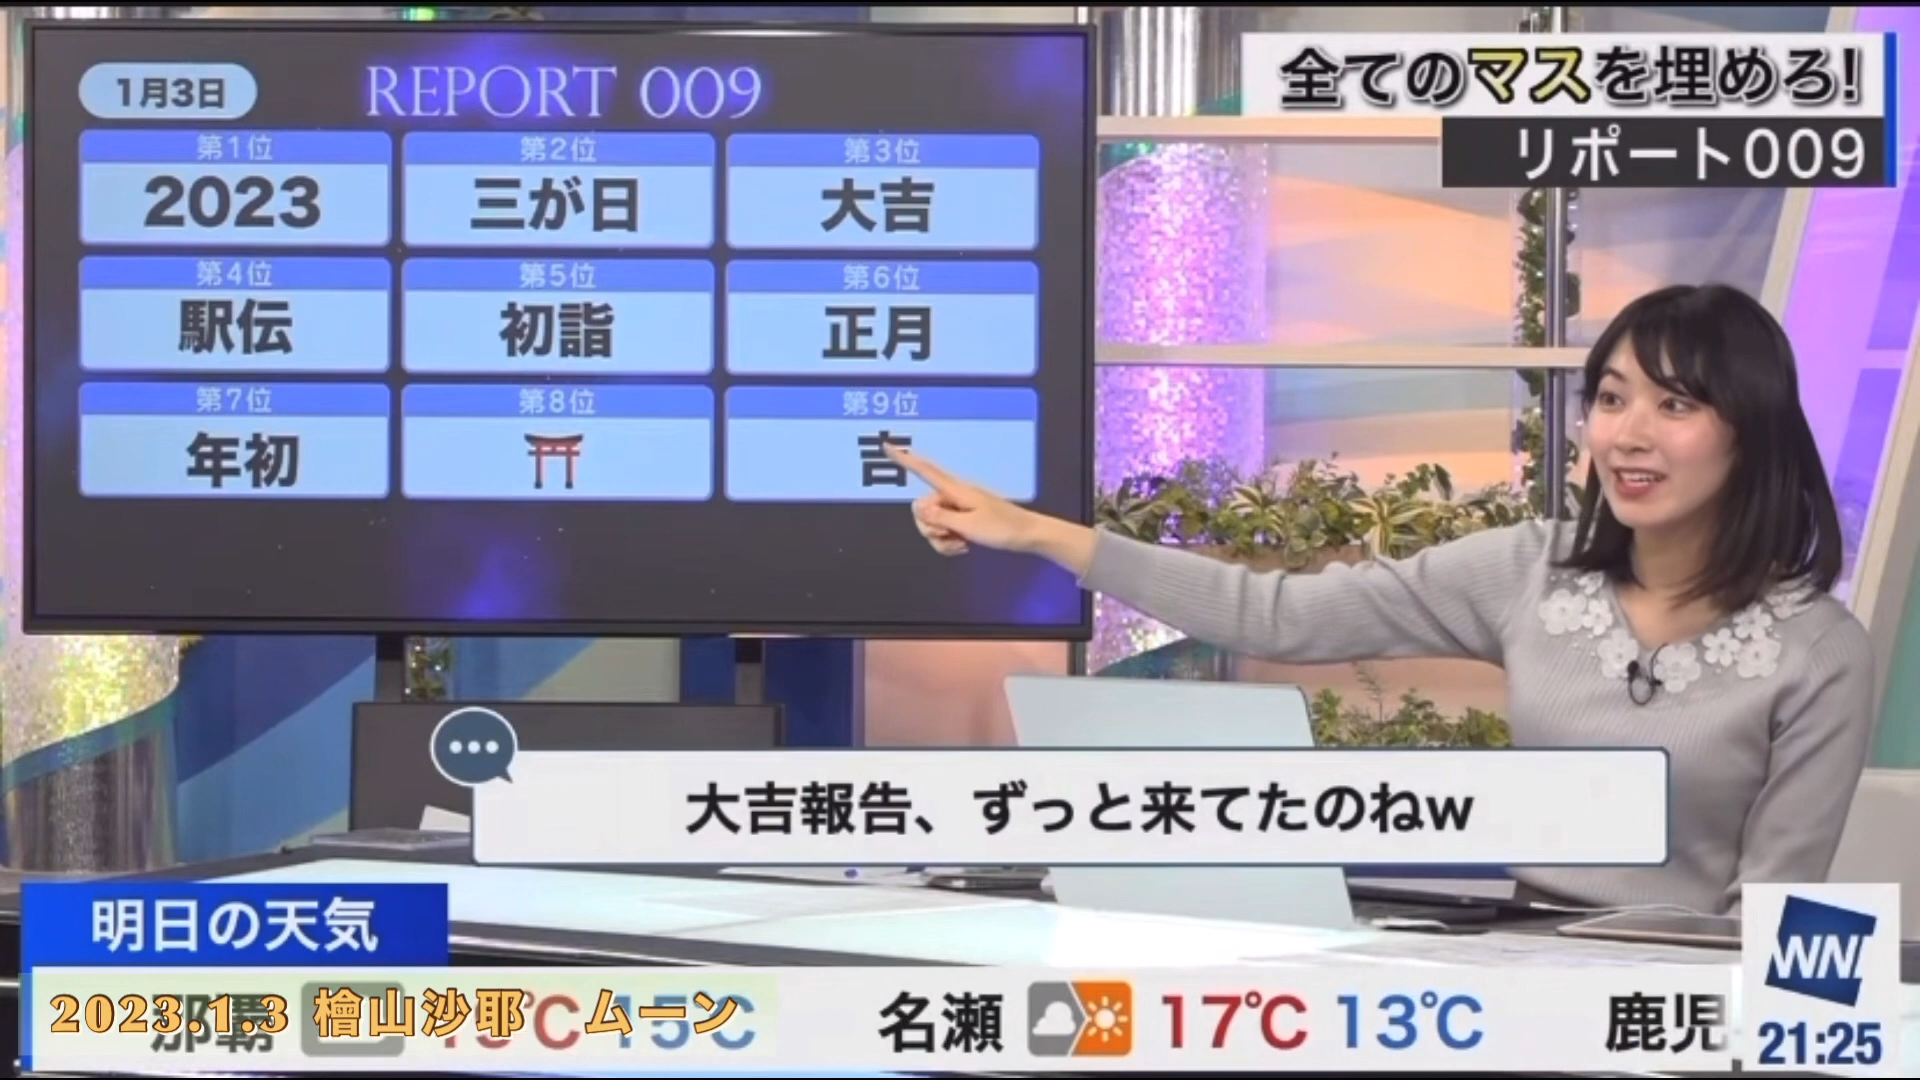 1月3日
REPORT 009
第1位
2023
第2位
三が日
第3位
大吉
第4位
駅伝
第5位
初詣
第6位
正月
第7位
年初
第8位
第9位
吉
全てのマスを埋めろ!
リポート009
大吉報告、ずっと来てたのねw
明日の天気
2023.1.3 檜山沙耶 ムーン
那覇 19℃ 15℃
名瀬 17℃ 13℃
鹿児
WNI
21:25